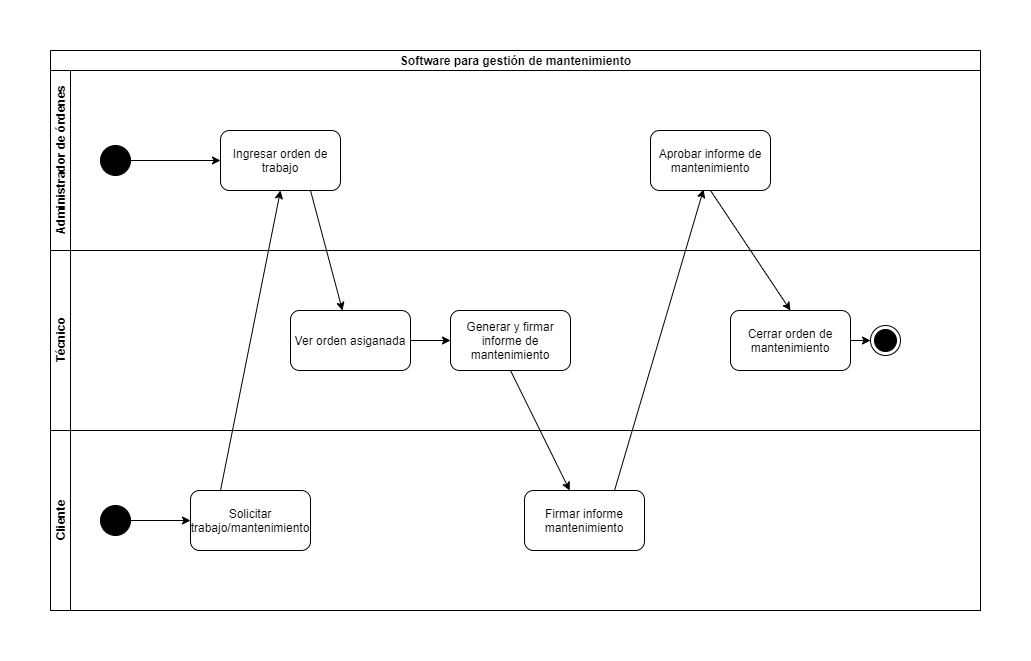 Software para gestión de mantenimiento
Administrador de órdenes
Ingresar orden de
trabajo
Aprobar informe de
mantenimiento
Técnico
Ver orden asiganada
Generar y firmar
informe de
mantenimiento
Cerrar orden de
mantenimiento
Cliente
Solicitar
trabajo/mantenimiento
Firmar informe
mantenimiento